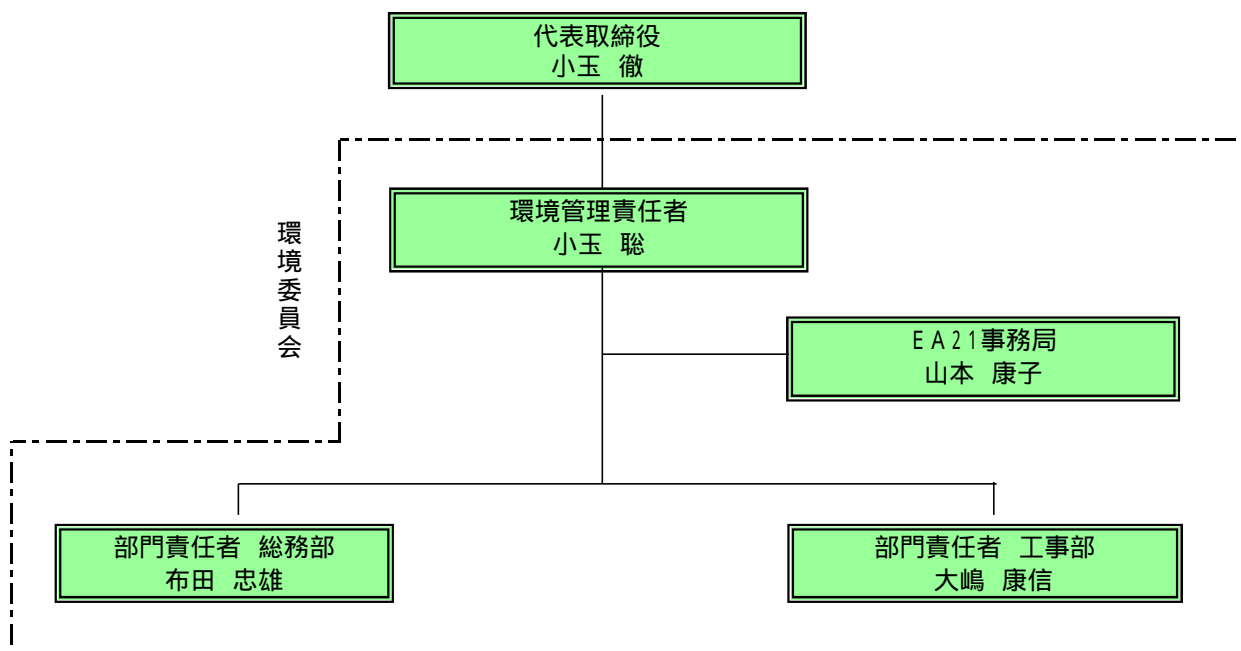 代表取締役
小玉 徹
環境管理責任者
小玉 聡
環境委員会
EA21事務局
山本 康子
部門責任者 総務部
布田 忠雄
部門責任者 工事部
大嶋 康信